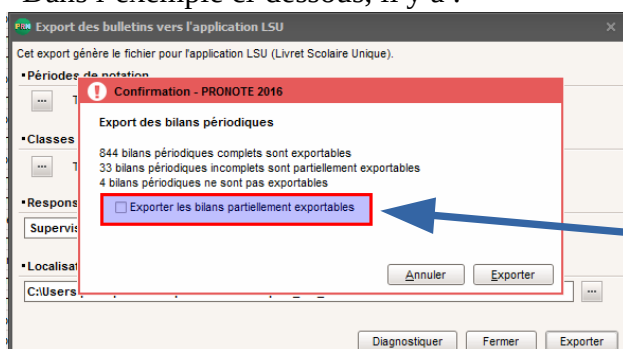 Dans l'exemple ci-dessous, il y a :
PRN Export des bulletins vers l'application LSU
Cet export génère le fichier pour l'application LSU (Livret Scolaire Unique).
Périodes de notation
Confirmation - PRONOTE 2016
Export des bilans périodiques
Classes
844 bilans périodiques complets sont exportables
33 bilans périodiques incomplets sont partiellement exportables
4 bilans périodiques ne sont pas exportables
Respons
Exporter les bilans partiellement exportables
Supervis
Localisat
Annuler Exporter
C:\Users
Diagnostiquer Fermer Exporter